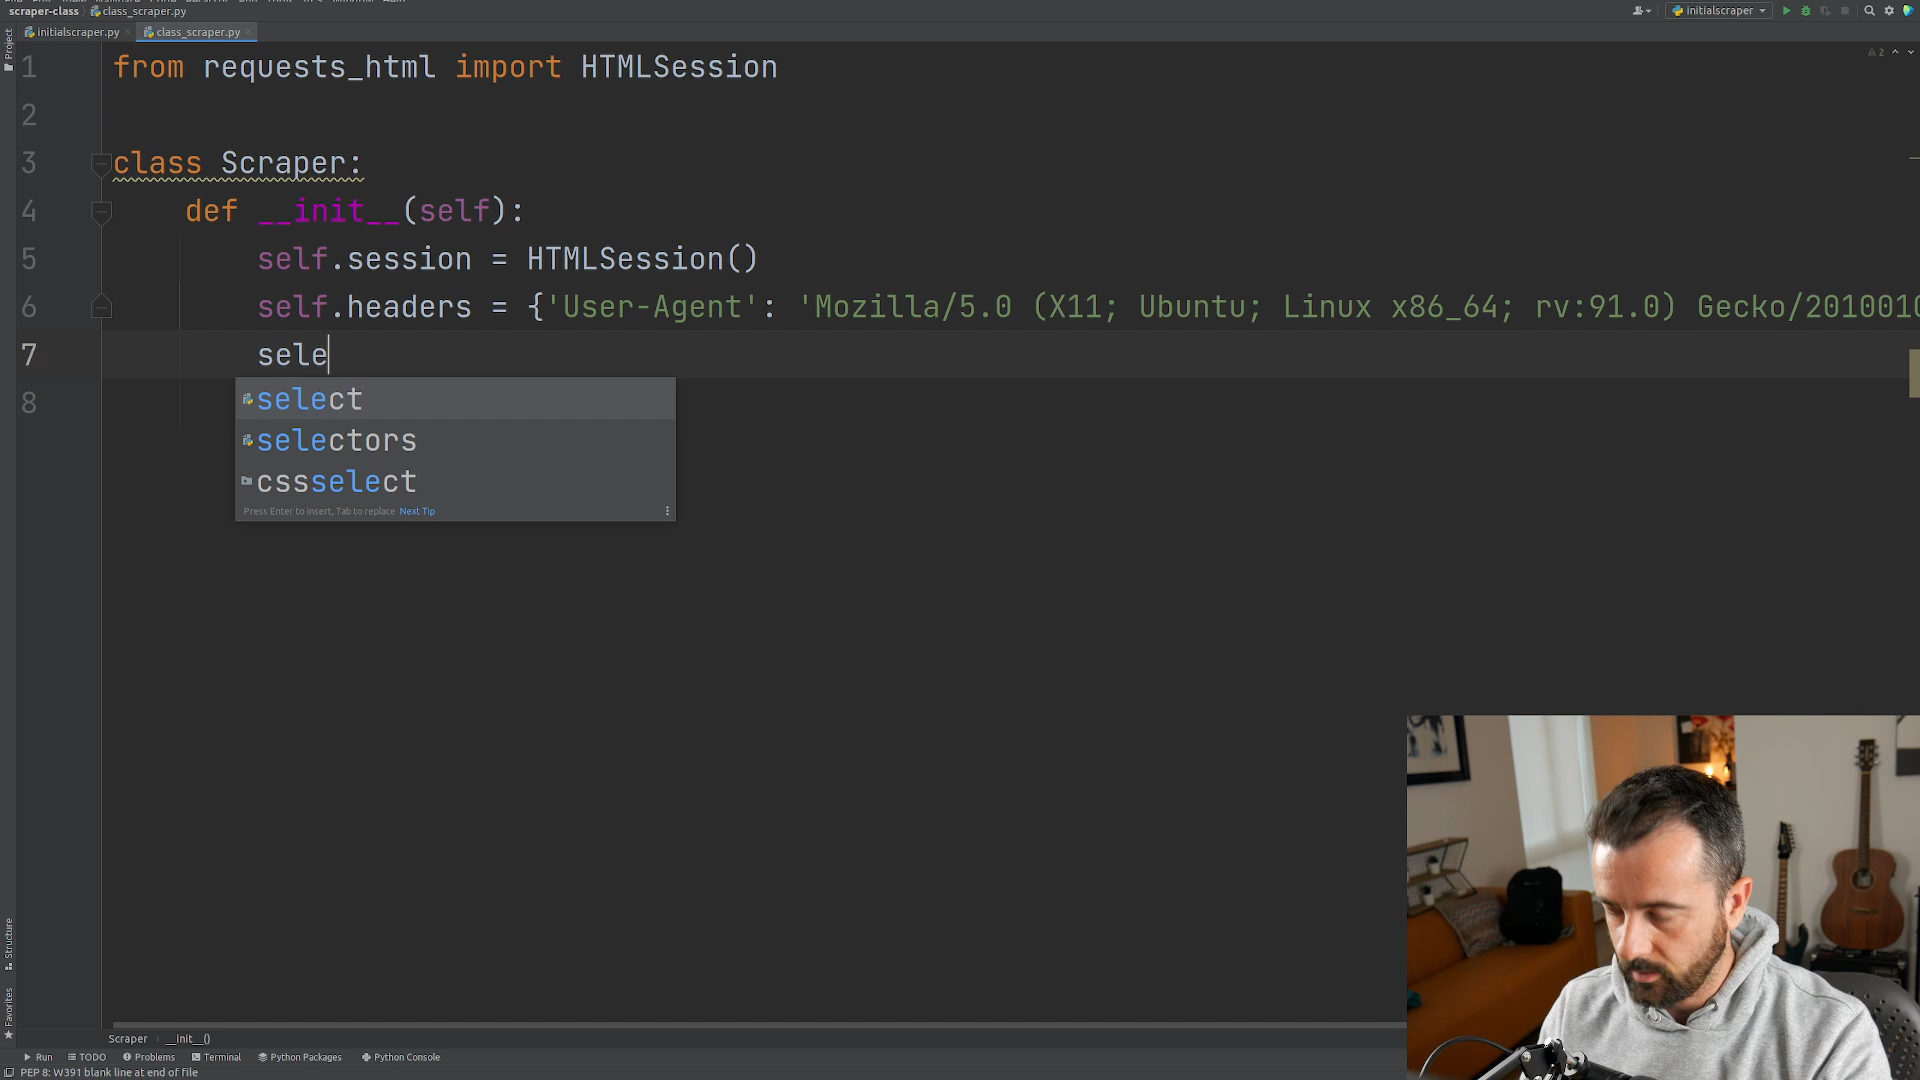 scraper-class class_scraper.py
initialscraper
initialscraper.py class_scraper.py
Project
2
1 from requests_html import HTMLSession
2
3 class Scraper:
4 def __init__(self):
5 self.session = HTMLSession()
6 self.headers = {'User-Agent': 'Mozilla/5.0 (X11; Ubuntu; Linux x86_64; rv:91.0) Gecko/2010010
7 sele
8
select
selectors
cssselect
Press Enter to insert, Tab to replace Next Tip
Structure
Favorites
Scraper __init__()
Run TODO Problems Terminal Python Packages Python Console
PEP 8: W391 blank line at end of file